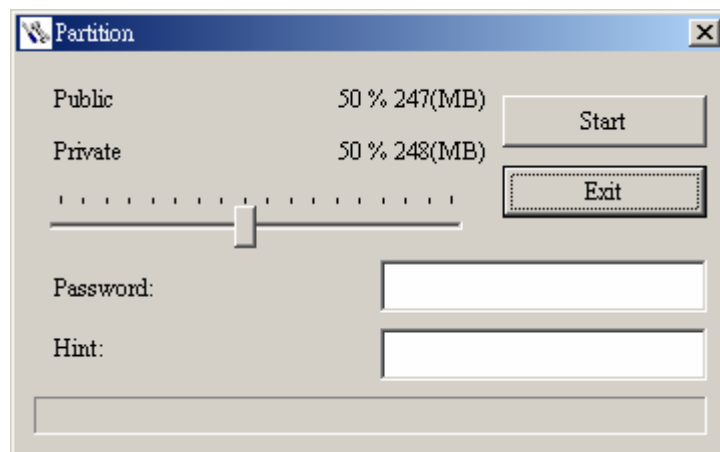 Partition
Public 50 % 247(MB)
Start
Private 50 % 248(MB)
Exit
Password:
Hint: